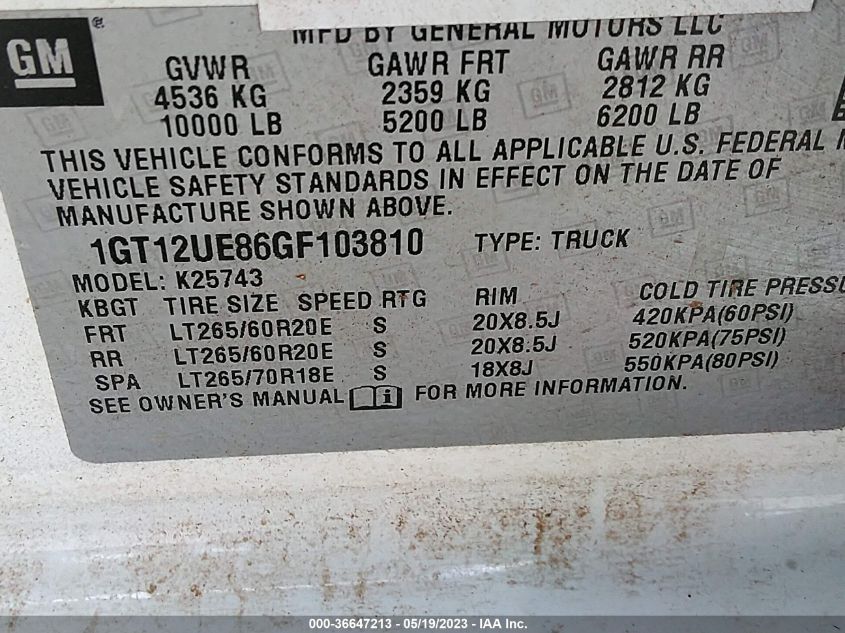 GM
MFD BY GENERAL MOTORS LLC
GVWR GAWR FRT GAWR RR
4536 KG 2359 KG 2812 KG
10000 LB 5200 LB 6200 LB
THIS VEHICLE CONFORMS TO ALL APPLICABLE U.S. FEDERAL
VEHICLE SAFETY STANDARDS IN EFFECT ON THE DATE OF
MANUFACTURE SHOWN ABOVE.
1GT12UE86GF103810 TYPE: TRUCK
MODEL: K25743
KBGT TIRE SIZE SPEED RTG RIM COLD TIRE PRESSU
FRT LT265/60R20E S 20X8.5J 420KPA(60PSI)
RR LT265/60R20E S 20X8.5J 520KPA(75PSI)
SPA LT265/70R18E S 18X8J 550KPA(80PSI)
SEE OWNER'S MANUAL i FOR MORE INFORMATION.
000-36647213 - 05/19/2023 - IAA Inc.